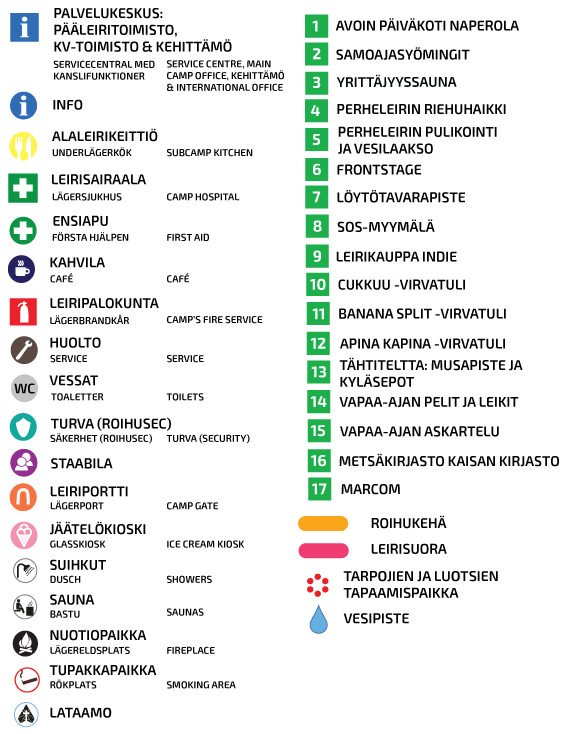 PALVELUKESKUS:
PÄÄLEIRITOIMISTO,
KV-TOIMISTO & KEHITTÄMÖ
SERVICECENTRAL MED
KANSLIFUNKTIONER
SERVICE CENTRE, MAIN
CAMP OFFICE, KEHITTÄMÖ
& INTERNATIONAL OFFICE
INFO
ALALEIRIKEITTIÖ
UNDERLÄGERKÖK
SUBCAMP KITCHEN
LEIRISAIRAALA
LÄGERSJUKHUS
CAMP HOSPITAL
ENSIAPU
FÖRSTA HJÄLPEN
FIRST AID
KAHVILA
CAFÉ
CAFÉ
LEIRIPALOKUNTA
LÄGERBRANDKÅR
CAMP'S FIRE SERVICE
HUOLTO
SERVICE
SERVICE
WC
VESSAT
TOALETTER
TOILETS
TURVA (ROIHUSEC)
SÄKERHET (ROIHUSEC)
TURVA (SECURITY)
STAABILA
LEIRIPORTTI
LÄGERPORT
CAMP GATE
JÄÄTELÖKIOSKI
GLASSKIOSK
ICE CREAM KIOSK
SUIHKUT
DUSCH
SHOWERS
SAUNA
BASTU
SAUNAS
NUOTIOPAIKKA
LÄGERELDSPLATS
FIREPLACE
TUPAKKAPAIKKA
RÖKPLATS
SMOKING AREA
LATAAMO
1 AVOIN PÄIVÄKOTI NAPEROLA
2 SAMOAJASYÖMINGIT
3 YRITTÄJYYSSAUNA
4 PERHELEIRIN RIEHUHAIKKI
5 PERHELEIRIN PULIKOINTI
JA VESILAAKSO
6 FRONTSTAGE
7 LÖYTÖTAVARAPISTE
8 SOS-MYYMÄLÄ
9 LEIRIKAUPPA INDIE
10 CUKKUU -VIRVATULI
11 BANANA SPLIT -VIRVATULI
12 APINA KAPINA -VIRVATULI
13 TÄHTITELTTA: MUSAPISTE JA
KYLÄSEPOT
14 VAPAA-AJAN PELIT JA LEIKIT
15 VAPAA-AJAN ASKARTELU
16 METSÄKIRJASTO KAISAN KIRJASTO
17 MARCOM
ROIHUKEHÄ
LEIRISUORA
TARPOJIEN JA LUOTSIEN
TAPAAMISPAIKKA
VESIPISTE